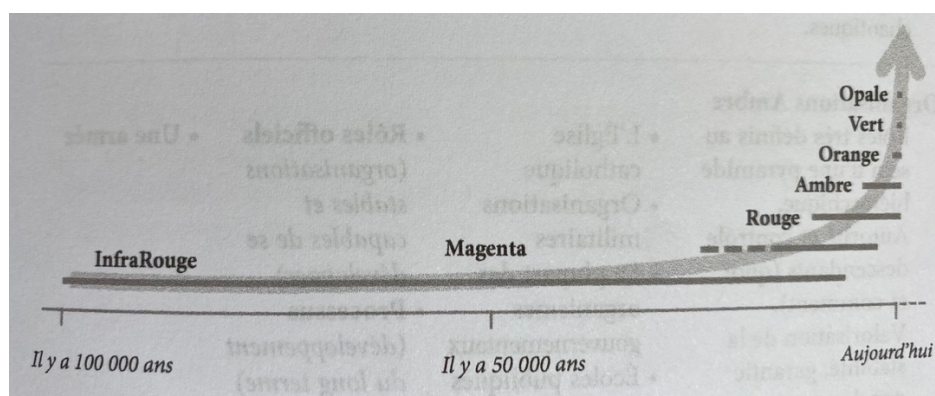 Opale
Vert
Orange
Ambre
Rouge
Magenta
InfraRouge
Il y a 100 000 ans
Il y a 50 000 ans
Aujourd'hui